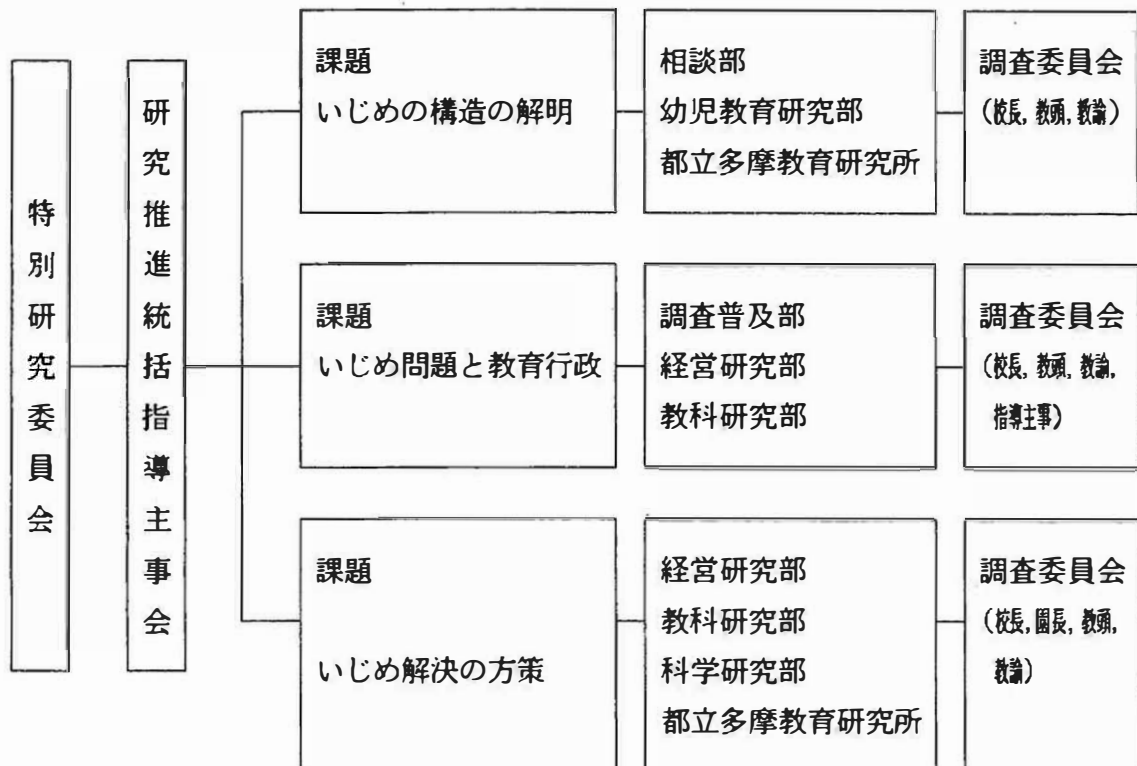 特別研究委員会
研究推進統括指導主事会
課題
いじめの構造の解明
相談部
幼児教育研究部
都立多摩教育研究所
調査委員会
(校長, 教頭, 教諭)
課題
いじめ問題と教育行政
調査普及部
経営研究部
教科研究部
調査委員会
(校長, 教頭, 教諭,
指導主事)
課題
いじめ解決の方策
経営研究部
教科研究部
科学研究部
都立多摩教育研究所
調査委員会
(校長, 園長, 教頭,
教諭)